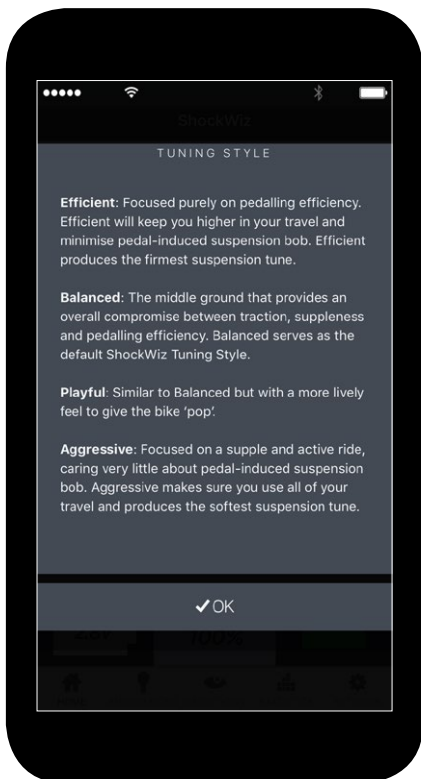 ShockWiz
TUNING STYLE
Efficient: Focused purely on pedalling efficiency.
Efficient will keep you higher in your travel and
minimise pedal-induced suspension bob. Efficient
produces the firmest suspension tune.
Balanced: The middle ground that provides an
overall compromise between traction, suppleness
and pedalling efficiency. Balanced serves as the
default ShockWiz Tuning Style.
Playful: Similar to Balanced but with a more lively
feel to give the bike ‘pop’.
Aggressive: Focused on a supple and active ride,
caring very little about pedal-induced suspension
bob. Aggressive makes sure you use all of your
travel and produces the softest suspension tune.
✓OK
100%